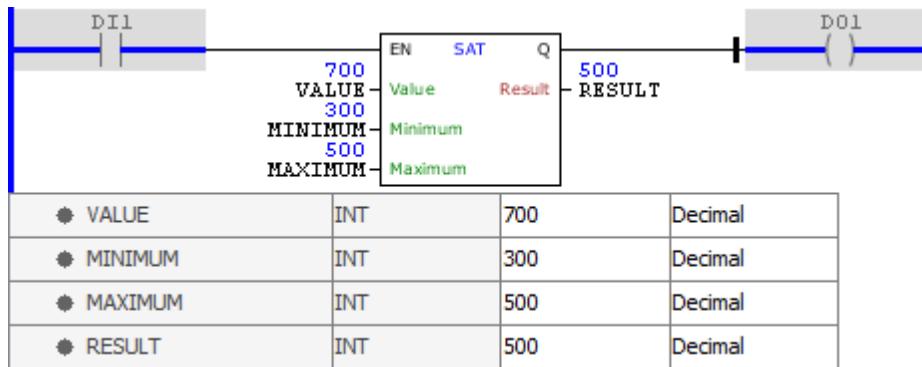 DI1 DO1
EN SAT Q
700 500
VALUE Value Result RESULT
300
MINIMUM Minimum
500
MAXIMUM Maximum
VALUE INT 700 Decimal
MINIMUM INT 300 Decimal
MAXIMUM INT 500 Decimal
RESULT INT 500 Decimal